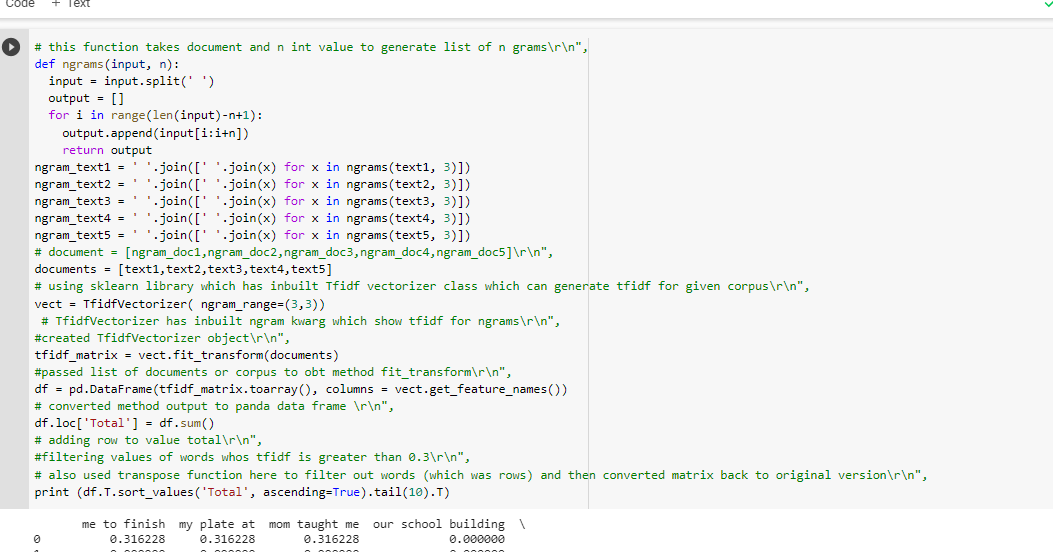 Code + Text
# this function takes document and n int value to generate list of n grams\r\n",
def ngrams(input, n):
  input = input.split(' ')
  output = []
  for i in range(len(input)-n+1):
    output.append(input[i:i+n])
    return output
ngram_text1 = ' '.join([' '.join(x) for x in ngrams(text1, 3)])
ngram_text2 = ' '.join([' '.join(x) for x in ngrams(text2, 3)])
ngram_text3 = ' '.join([' '.join(x) for x in ngrams(text3, 3)])
ngram_text4 = ' '.join([' '.join(x) for x in ngrams(text4, 3)])
ngram_text5 = ' '.join([' '.join(x) for x in ngrams(text5, 3)])
# document = [ngram_doc1,ngram_doc2,ngram_doc3,ngram_doc4,ngram_doc5]\r\n",
documents = [text1,text2,text3,text4,text5]
# using sklearn library which has inbuilt Tfidf vectorizer class which can generate tfidf for given corpus\r\n",
vect = TfidfVectorizer( ngram_range=(3,3))
 # TfidfVectorizer has inbuilt ngram kwarg which show tfidf for ngrams\r\n",
#created TfidfVectorizer object\r\n",
tfidf_matrix = vect.fit_transform(documents)
#passed list of documents or corpus to obt method fit_transform\r\n",
df = pd.DataFrame(tfidf_matrix.toarray(), columns = vect.get_feature_names())
# converted method output to panda data frame \r\n",
df.loc['Total'] = df.sum()
# adding row to value total\r\n",
#filtering values of words whos tfidf is greater than 0.3\r\n",
# also used transpose function here to filter out words (which was rows) and then converted matrix back to original version\r\n",
print (df.T.sort_values('Total', ascending=True).tail(10).T)
me to finish my plate at mom taught me our school building \
0 0.316228 0.316228 0.316228 0.000000